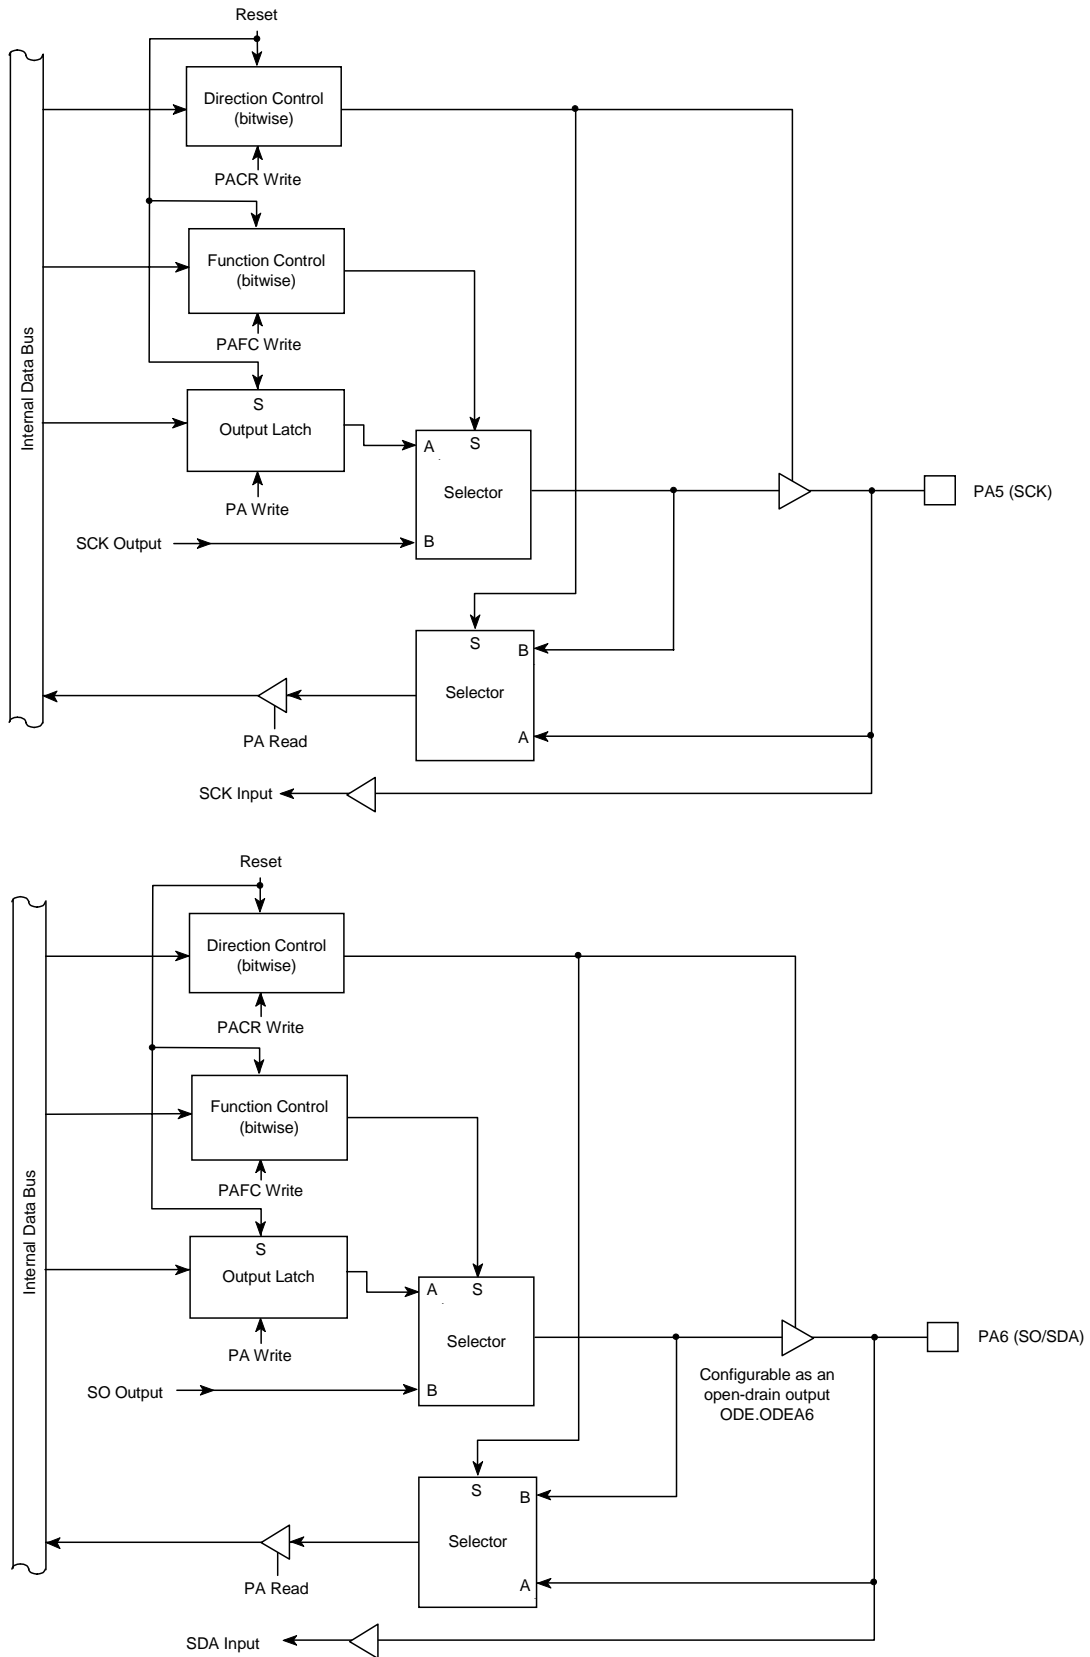 Reset
Direction Control
(bitwise)
PACR Write
Function Control
(bitwise)
PAFC Write
Internal Data Bus
S
Output Latch
PA Write
A
S
Selector
B
SCK Output
PA5 (SCK)
S
B
Selector
A
PA Read
SCK Input
Reset
Direction Control
(bitwise)
PACR Write
Function Control
(bitwise)
PAFC Write
Internal Data Bus
S
Output Latch
PA Write
A
S
Selector
B
SO Output
PA6 (SO/SDA)
Configurable as an
open-drain output
ODE.ODEA6
S
B
Selector
A
PA Read
SDA Input